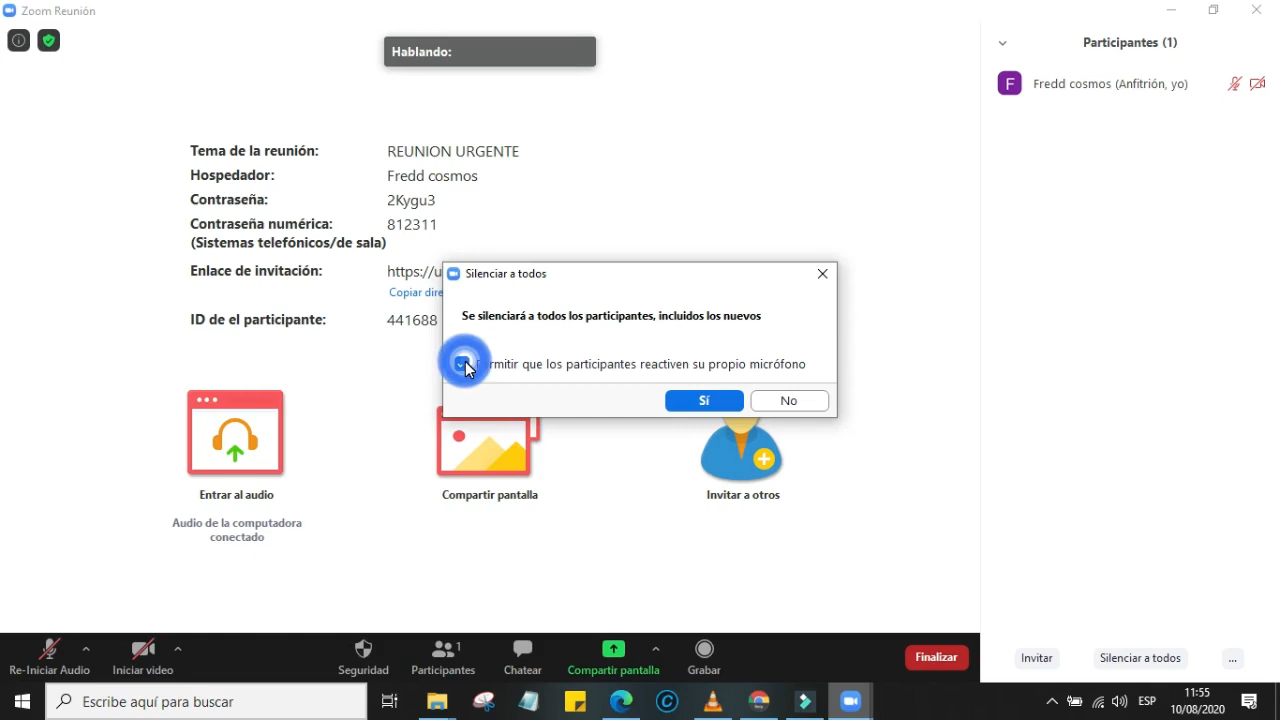 Zoom Reunión
Hablando:
Participantes (1)
F
Fredd cosmos (Anfitrión, yo)
Tema de la reunión: REUNION URGENTE
Hospedador: Fredd cosmos
Contraseña: 2Kygu3
Contraseña numérica: 812311
(Sistemas telefónicos/de sala)
Enlace de invitación: https://u
Copiar dire
ID de el participante: 441688
Silenciar a todos
Se silenciará a todos los participantes, incluidos los nuevos
que los participantes reactiven su propio micrófono
Sí
No
Entrar al audio
Audio de la computadora
conectado
Compartir pantalla
Invitar a otros
Re-Iniciar Audio
Iniciar video
Seguridad
1
Participantes
Chatear
Compartir pantalla
Grabar
Finalizar
Invitar
Silenciar a todos
...
Escribe aquí para buscar
ESP
11:55
10/08/2020